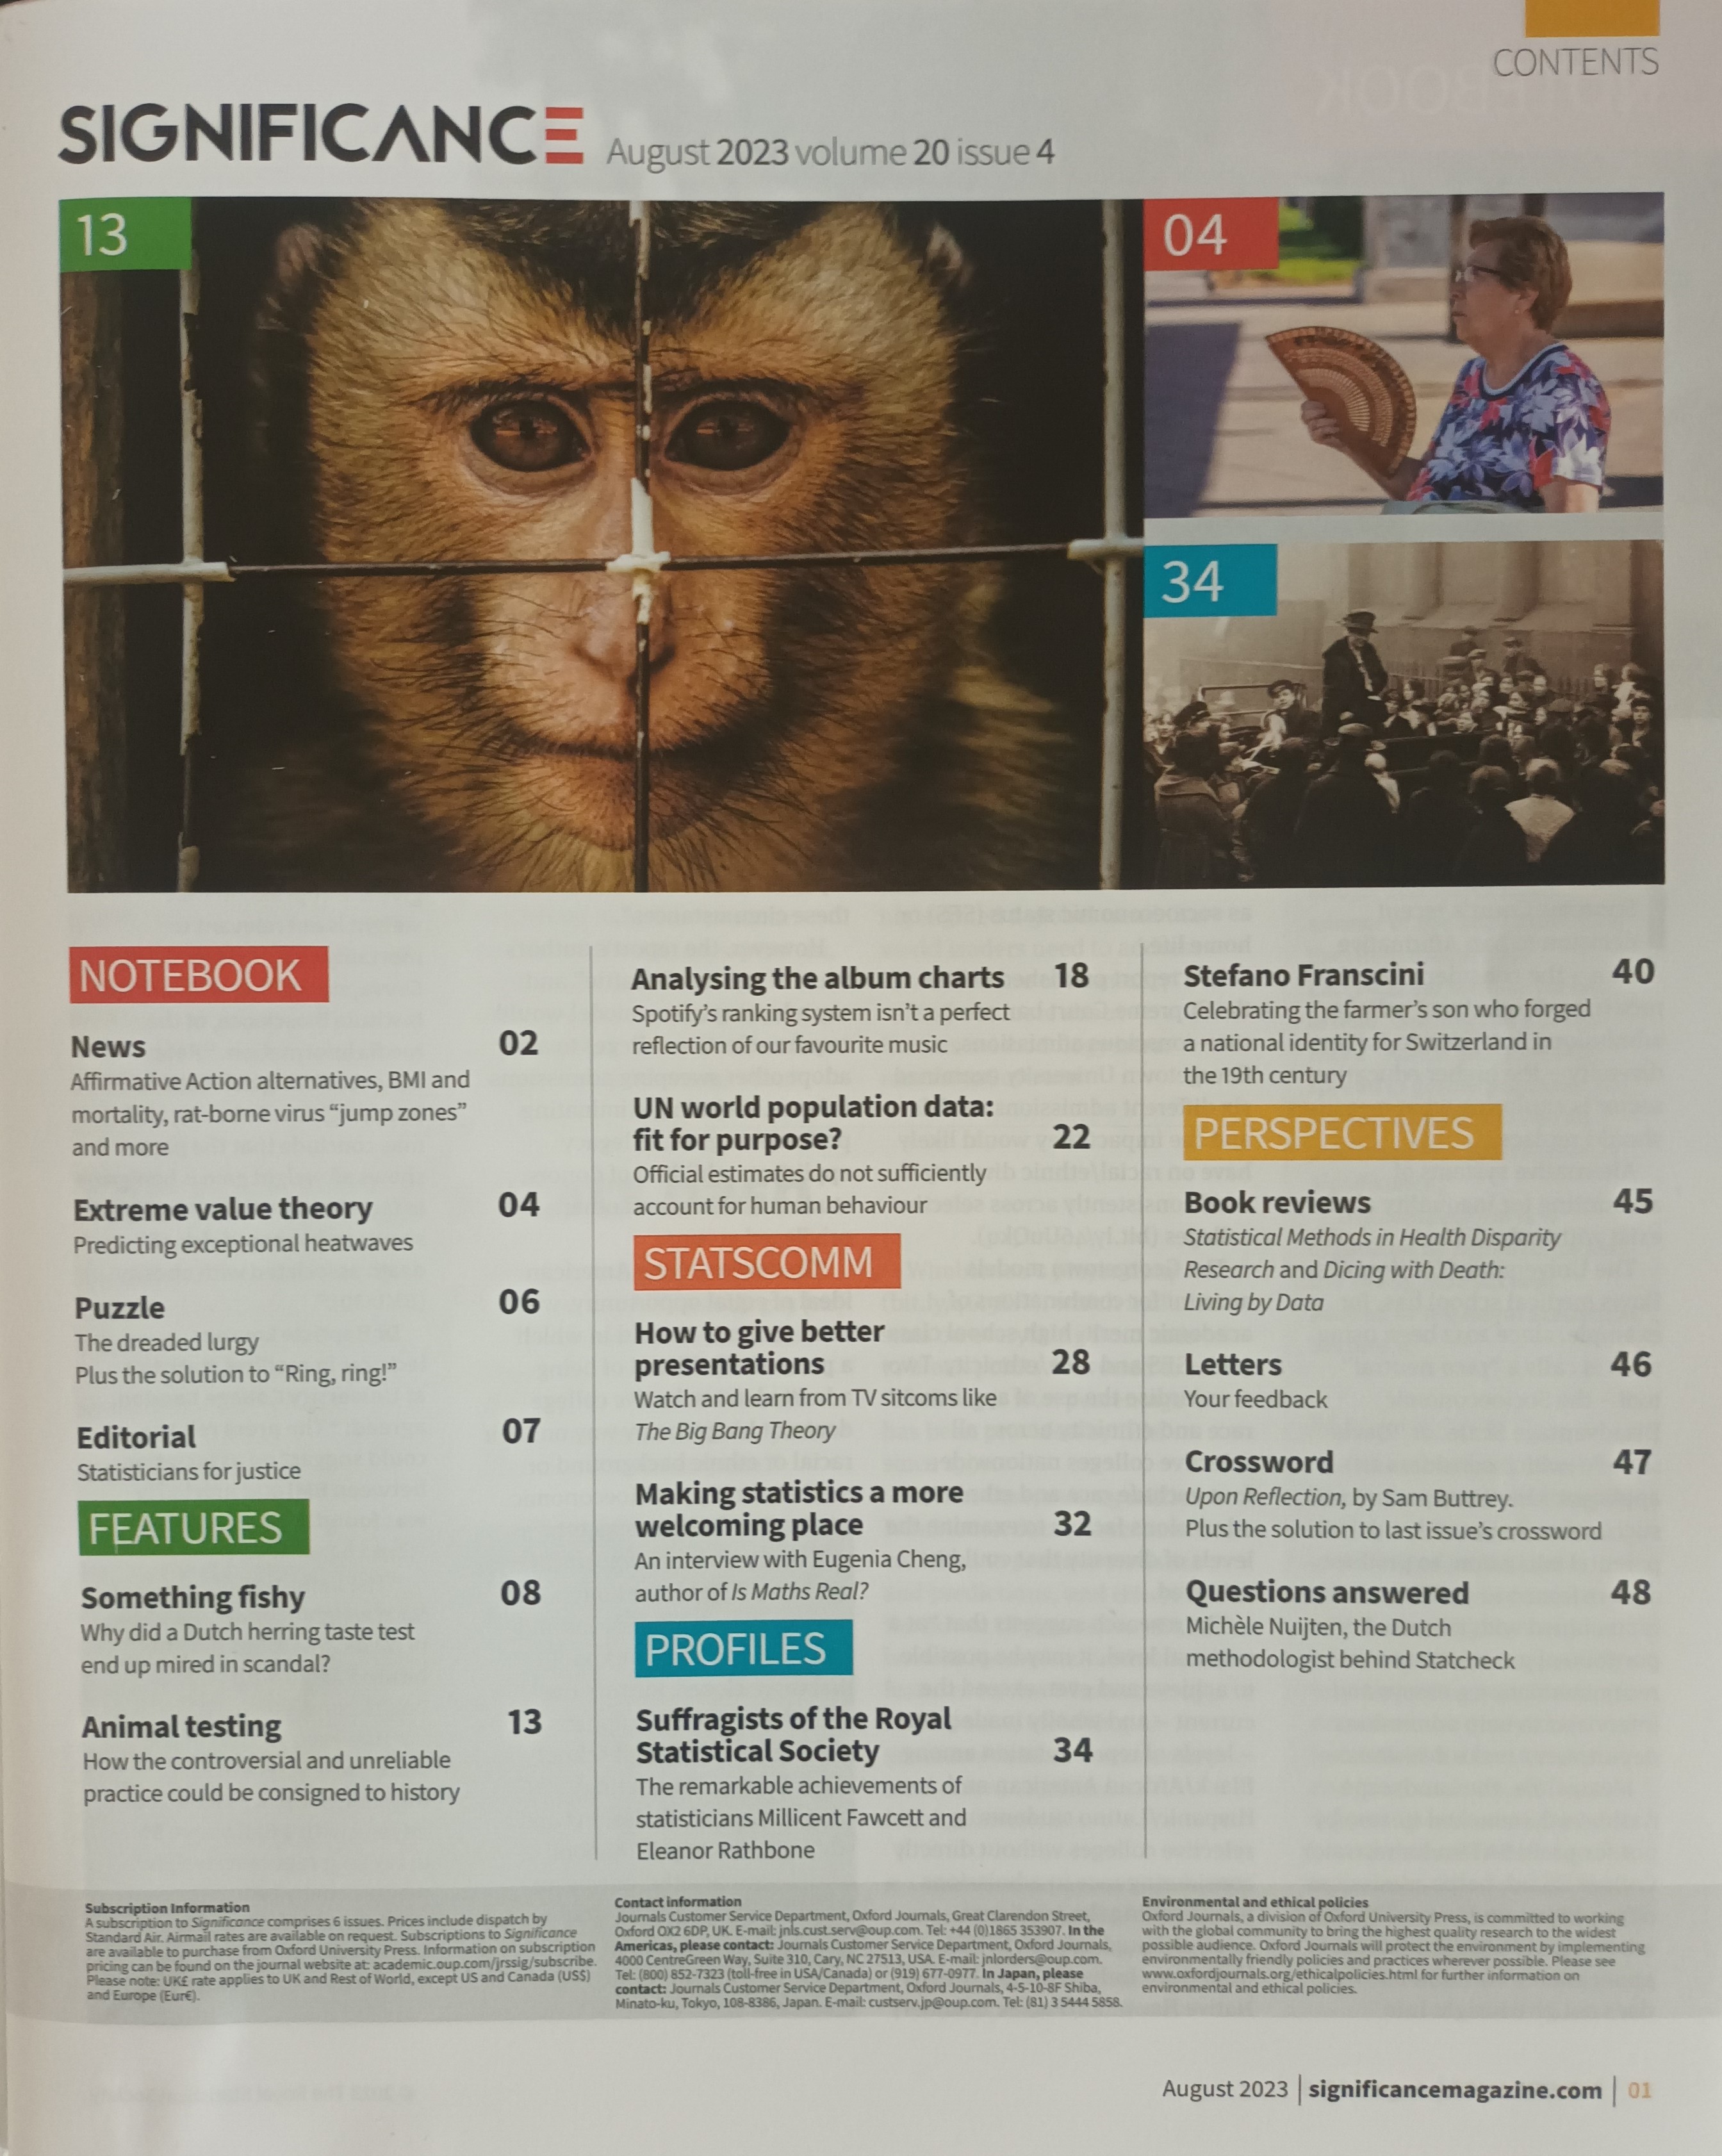 CONTENTS
SIGNIFICANCE August 2023 volume 20 issue 4
13
04
34
NOTEBOOK
News 02
Affirmative Action alternatives, BMI and
mortality, rat-borne virus “jump zones”
and more
Extreme value theory 04
Predicting exceptional heatwaves
Puzzle 06
The dreaded lurgy
Plus the solution to “Ring, ring!”
Editorial 07
Statisticians for justice
FEATURES
Something fishy 08
Why did a Dutch herring taste test
end up mired in scandal?
Animal testing 13
How the controversial and unreliable
practice could be consigned to history
Analysing the album charts 18
Spotify’s ranking system isn’t a perfect
reflection of our favourite music
UN world population data:
fit for purpose? 22
Official estimates do not sufficiently
account for human behaviour
STATSCOMM
How to give better
presentations 28
Watch and learn from TV sitcoms like
The Big Bang Theory
Making statistics a more
welcoming place 32
An interview with Eugenia Cheng,
author of Is Maths Real?
PROFILES
Suffragists of the Royal
Statistical Society 34
The remarkable achievements of
statisticians Millicent Fawcett and
Eleanor Rathbone
Stefano Franscini 40
Celebrating the farmer’s son who forged
a national identity for Switzerland in
the 19th century
PERSPECTIVES
Book reviews 45
Statistical Methods in Health Disparity
Research and Dicing with Death:
Living by Data
Letters 46
Your feedback
Crossword 47
Upon Reflection, by Sam Buttrey.
Plus the solution to last issue’s crossword
Questions answered 48
Michèle Nuijten, the Dutch
methodologist behind Statcheck
Subscription Information
A subscription to Significance comprises 6 issues. Prices include dispatch by
Standard Air. Airmail rates are available on request. Subscriptions to Significance
are available to purchase from Oxford University Press. Information on subscription
pricing can be found on the journal website at: academic.oup.com/jrssig/subscribe.
Please note: UK£ rate applies to UK and Rest of World, except US and Canada (US$)
and Europe (Eur€).
Contact information
Journals Customer Service Department, Oxford Journals, Great Clarendon Street,
Oxford OX2 6DP, UK. E-mail: jnls.cust.serv@oup.com. Tel: +44 (0)1865 353907. In the
Americas, please contact: Journals Customer Service Department, Oxford Journals,
4000 CentreGreen Way, Suite 310, Cary, NC 27513, USA. E-mail: jnlorders@oup.com.
Tel: (800) 852-7323 (toll-free in USA/Canada) or (919) 677-0977. In Japan, please
contact: Journals Customer Service Department, Oxford Journals, 4-5-10-8F Shiba,
Minato-ku, Tokyo, 108-8386, Japan. E-mail: custserv.jp@oup.com. Tel: (81) 3 5444 5858.
Environmental and ethical policies
Oxford Journals, a division of Oxford University Press, is committed to working
with the global community to bring the highest quality research to the widest
possible audience. Oxford Journals will protect the environment by implementing
environmentally friendly policies and practices wherever possible. Please see
www.oxfordjournals.org/ethicalpolicies.html for further information on
environmental and ethical policies.
August 2023 | significancemagazine.com | 01